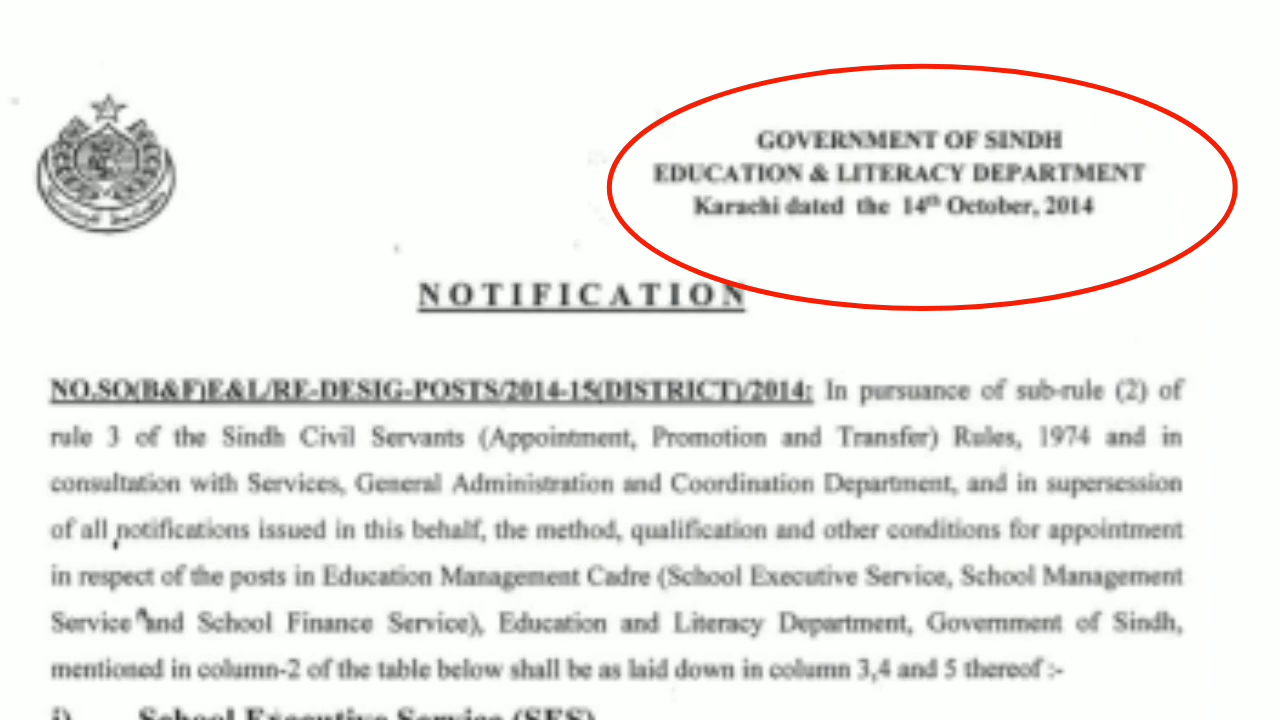 GOVERNMENT OF SINDH
EDUCATION & LITERACY DEPARTMENT
Karachi dated the 14th October, 2014
NOTIFICATION
NO.SO(B&F)E&L/RE-DESIG-POSTS/2014-15(DISTRICT)/2014: In pursuance of sub-rule (2) of
rule 3 of the Sindh Civil Servants (Appointment, Promotion and Transfer) Rules, 1974 and in
consultation with Services, General Administration and Coordination Department, and in supersession
of all notifications issued in this behalf, the method, qualification and other conditions for appointment
in respect of the posts in Education Management Cadre (School Executive Service, School Management
Service and School Finance Service), Education and Literacy Department, Government of Sindh,
mentioned in column-2 of the table below shall be as laid down in column 3,4 and 5 thereof :-
i) School Executive Service (SES)